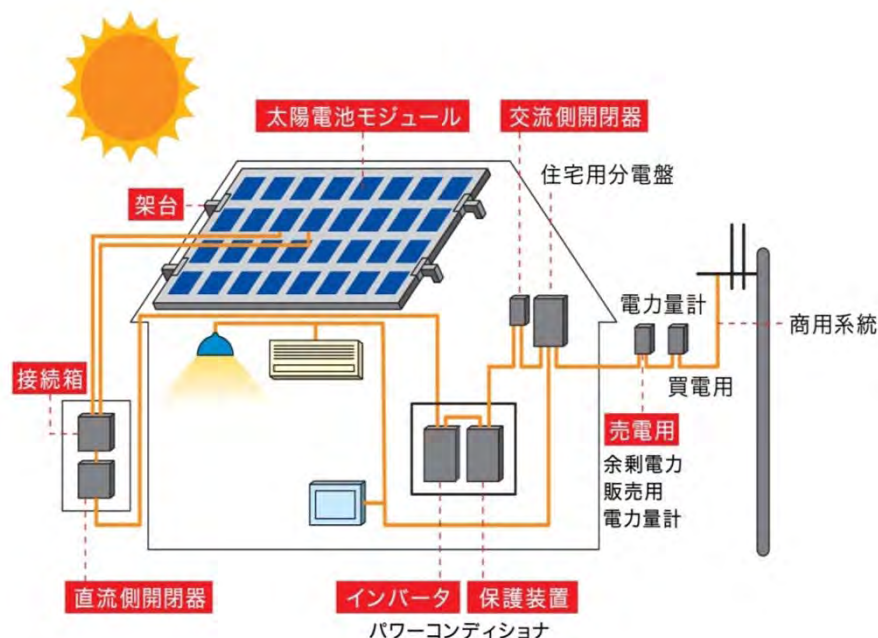 太陽電池モジュール
交流側開閉器
住宅用分電盤
架台
電力量計
商用系統
接続箱
買電用
売電用
余剰電力
販売用
電力量計
直流側開閉器
インバータ
保護装置
パワーコンディショナ